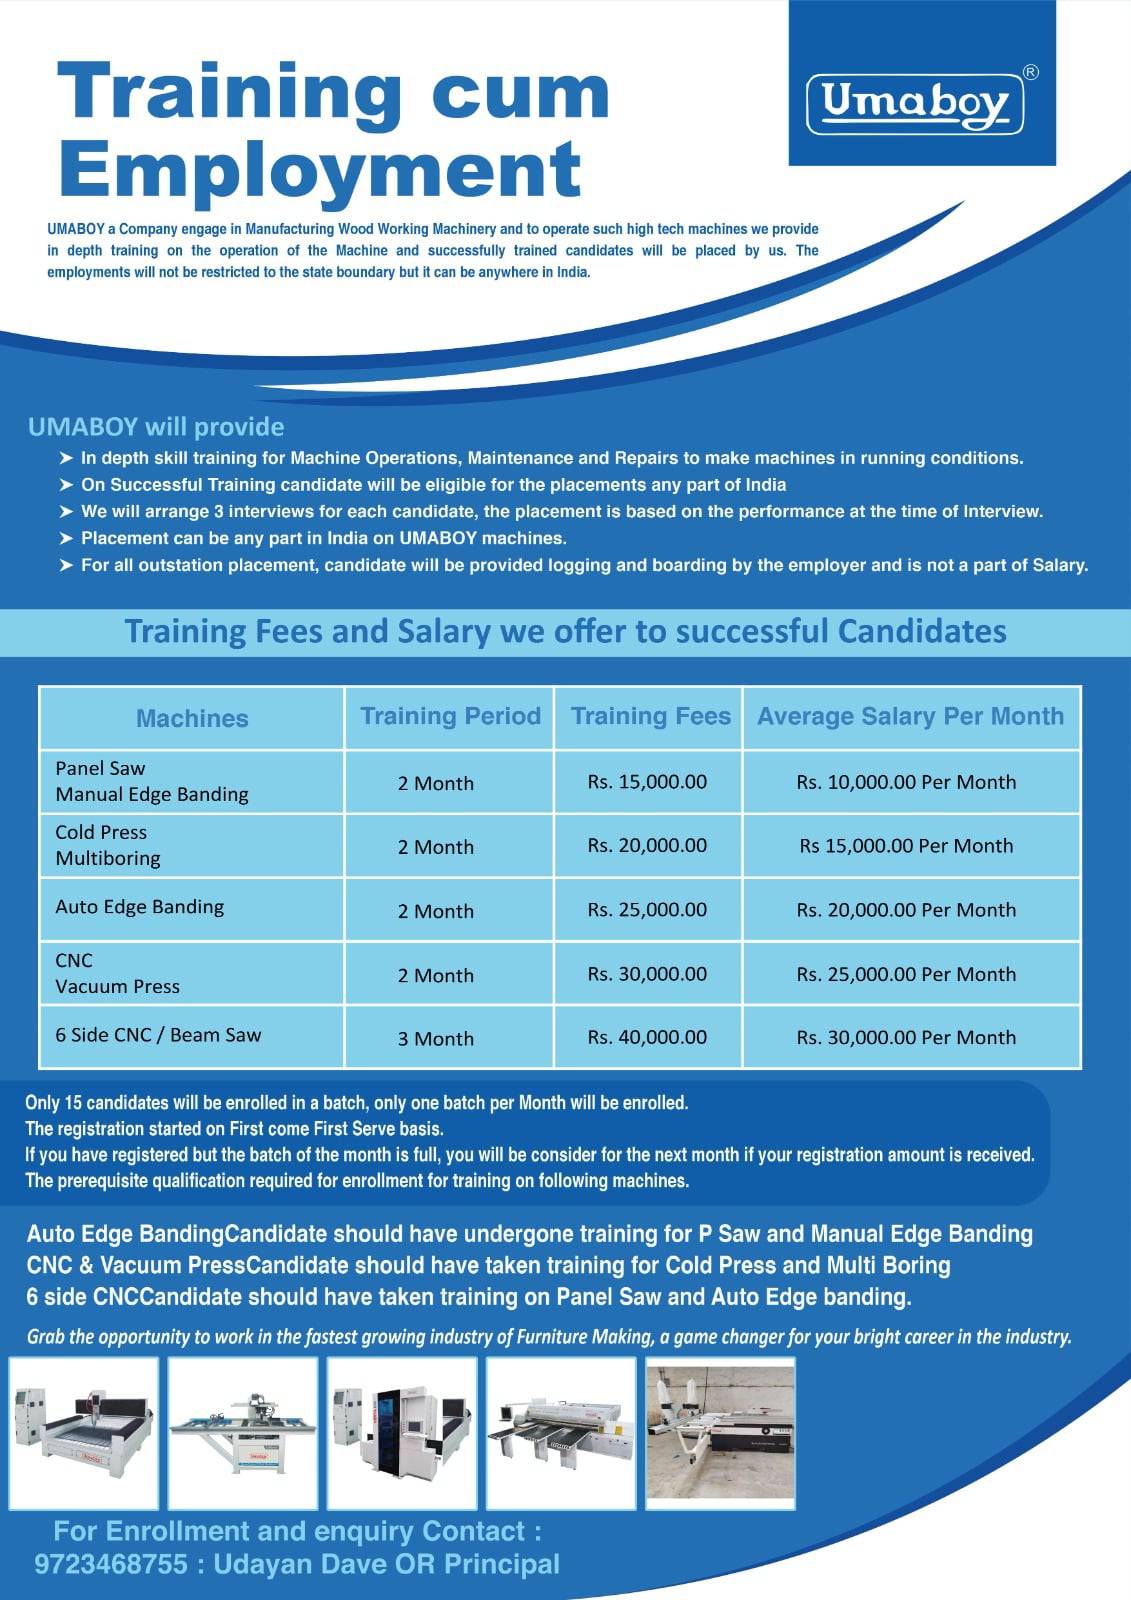 Training cum
Employment
Umaboy ®
UMABOY a Company engage in Manufacturing Wood Working Machinery and to operate such high tech machines we provide
in depth training on the operation of the Machine and successfully trained candidates will be placed by us. The
employments will not be restricted to the state boundary but it can be anywhere in India.
UMABOY will provide
➤ In depth skill training for Machine Operations, Maintenance and Repairs to make machines in running conditions.
➤ On Successful Training candidate will be eligible for the placements any part of India
➤ We will arrange 3 interviews for each candidate, the placement is based on the performance at the time of Interview.
➤ Placement can be any part in India on UMABOY machines.
➤ For all outstation placement, candidate will be provided logging and boarding by the employer and is not a part of Salary.
Training Fees and Salary we offer to successful Candidates
Machines Training Period Training Fees Average Salary Per Month
Panel Saw
Manual Edge Banding
2 Month Rs. 15,000.00 Rs. 10,000.00 Per Month
Cold Press
Multiboring
2 Month Rs. 20,000.00 Rs 15,000.00 Per Month
Auto Edge Banding 2 Month Rs. 25,000.00 Rs. 20,000.00 Per Month
CNC
Vacuum Press
2 Month Rs. 30,000.00 Rs. 25,000.00 Per Month
6 Side CNC / Beam Saw 3 Month Rs. 40,000.00 Rs. 30,000.00 Per Month
Only 15 candidates will be enrolled in a batch, only one batch per Month will be enrolled.
The registration started on First come First Serve basis.
If you have registered but the batch of the month is full, you will be consider for the next month if your registration amount is received.
The prerequisite qualification required for enrollment for training on following machines.
Auto Edge BandingCandidate should have undergone training for P Saw and Manual Edge Banding
CNC & Vacuum PressCandidate should have taken training for Cold Press and Multi Boring
6 side CNCCandidate should have taken training on Panel Saw and Auto Edge banding.
Grab the opportunity to work in the fastest growing industry of Furniture Making, a game changer for your bright career in the industry.
For Enrollment and enquiry Contact :
9723468755 : Udayan Dave OR Principal